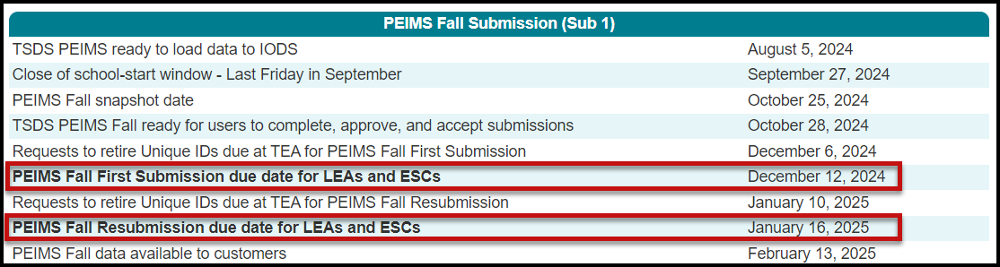 PEIMS Fall Submission (Sub 1)
TSDS PEIMS ready to load data to IODS August 5, 2024
Close of school-start window - Last Friday in September September 27, 2024
PEIMS Fall snapshot date October 25, 2024
TSDS PEIMS Fall ready for users to complete, approve, and accept submissions October 28, 2024
Requests to retire Unique IDs due at TEA for PEIMS Fall First Submission December 6, 2024
PEIMS Fall First Submission due date for LEAs and ESCs December 12, 2024
Requests to retire Unique IDs due at TEA for PEIMS Fall Resubmission January 10, 2025
PEIMS Fall Resubmission due date for LEAs and ESCs January 16, 2025
PEIMS Fall data available to customers February 13, 2025